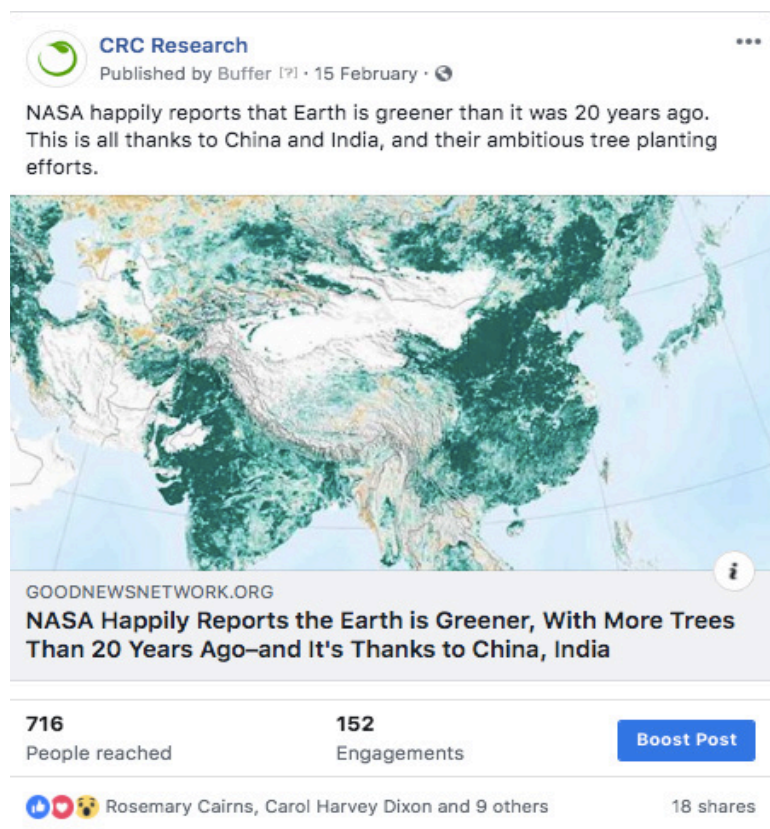 CRC Research
Published by Buffer [?] · 15 February ·
NASA happily reports that Earth is greener than it was 20 years ago.
This is all thanks to China and India, and their ambitious tree planting
efforts.
i
GOODNEWSNETWORK.ORG
NASA Happily Reports the Earth is Greener, With More Trees
Than 20 Years Ago–and It's Thanks to China, India
716 152
People reached Engagements Boost Post
Rosemary Cairns, Carol Harvey Dixon and 9 others 18 shares